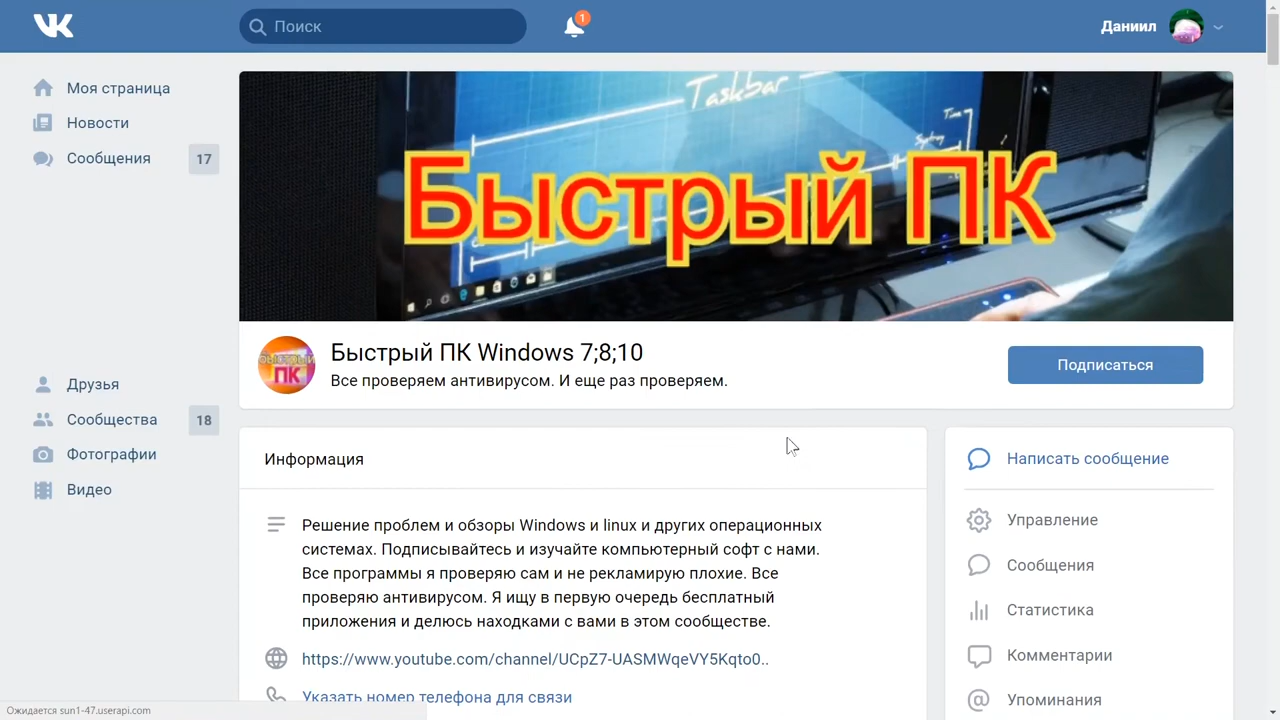 Поиск
1
Даниил
Моя страница
Новости
Сообщения
17
Друзья
Сообщества
18
Фотографии
Видео
Taskbar
Time
Быстрый ПК
Быстрый ПК Windows 7;8;10
Все проверяем антивирусом. И еще раз проверяем.
Подписаться
Информация
Решение проблем и обзоры Windows и linux и других операционных
системах. Подписывайтесь и изучайте компьютерный софт с нами.
Все программы я проверяю сам и не рекламирую плохие. Все
проверяю антивирусом. Я ищу в первую очередь бесплатный
приложения и делюсь находками с вами в этом сообществе.
https://www.youtube.com/channel/UCpZ7-UASMWqeVY5Kqto0..
Указать номер телефона для связи
Написать сообщение
Управление
Сообщения
Статистика
Комментарии
Упоминания
Ожидается sun1-47.userapi.com